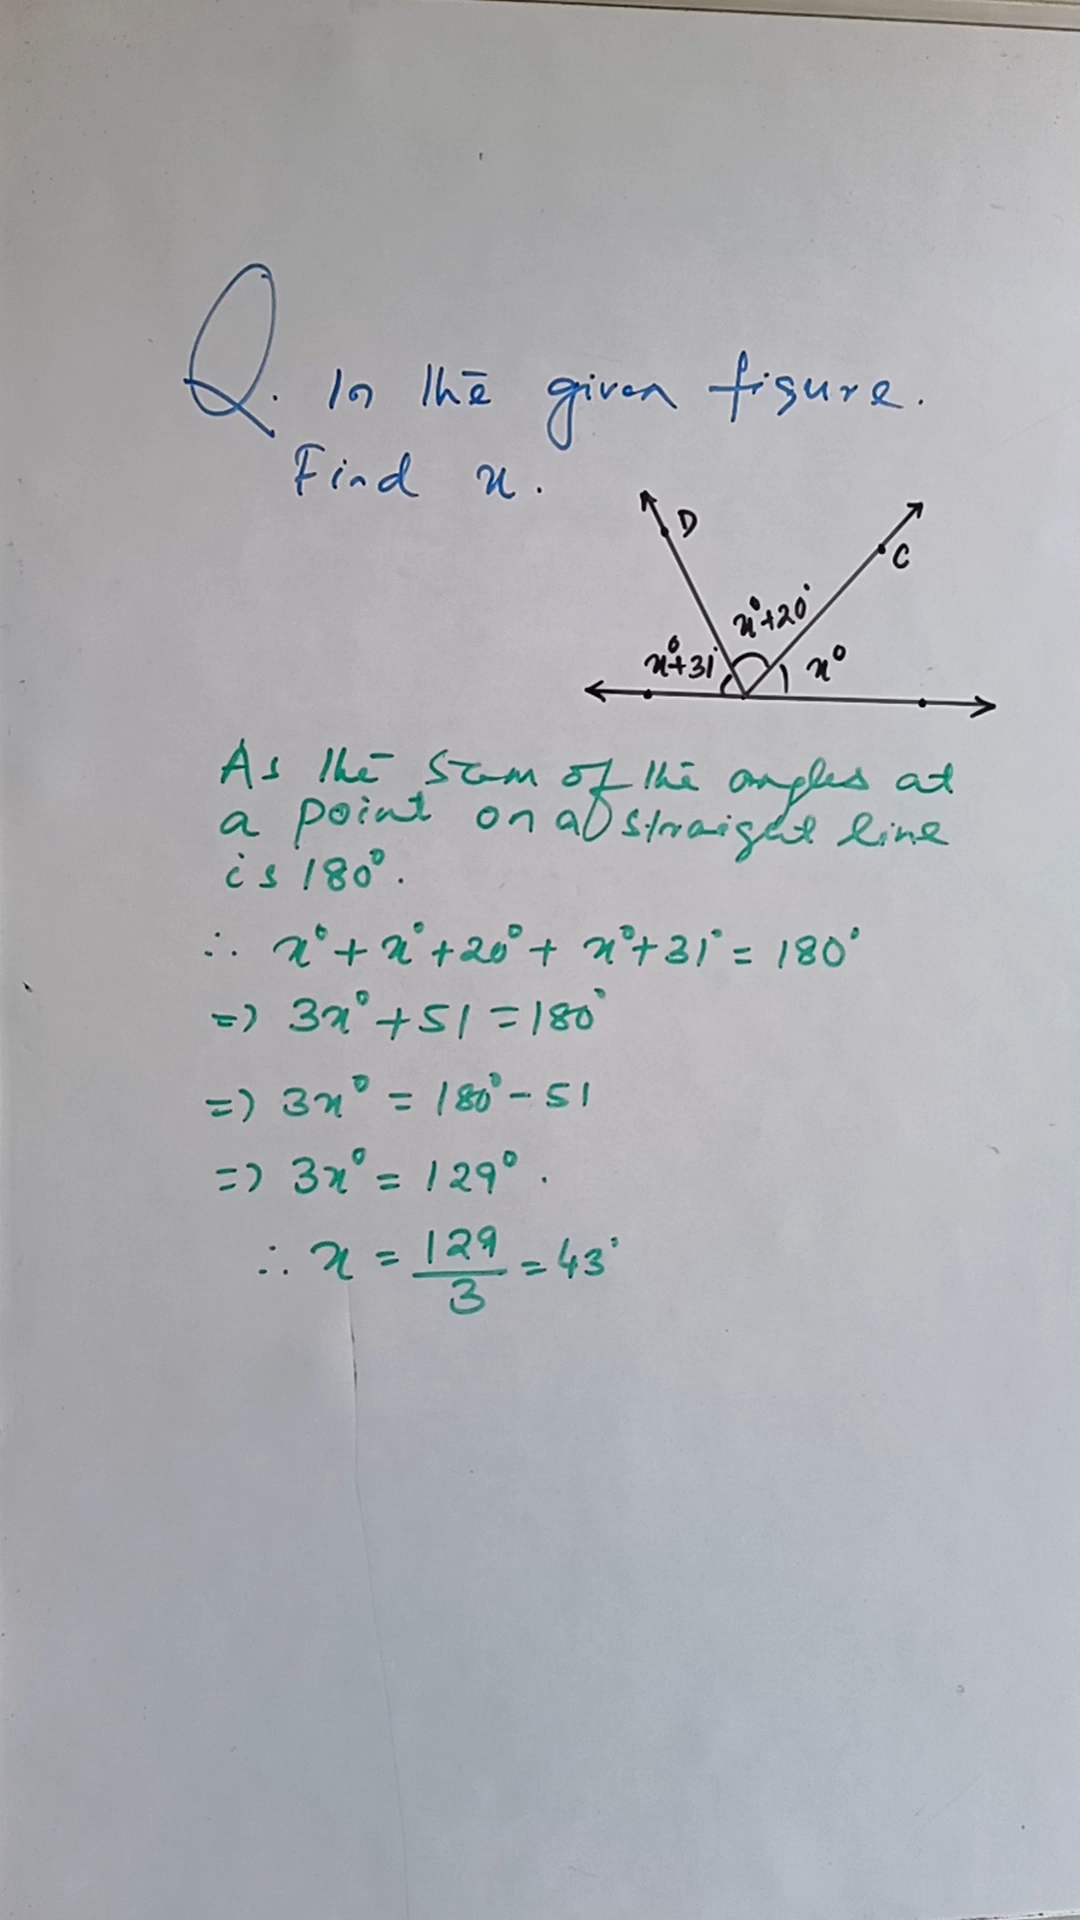 Q. In the given figure.
Find x.
D
C
x°+20°
x°+31°
x°
As the sum of the angles at
a point on a straight line
is 180°.
∴ x°+x°+20°+x°+31°=180°
=) 3x°+51=180°
=) 3x°=180°-51
=) 3x°=129°.
∴ x=129/3=43°